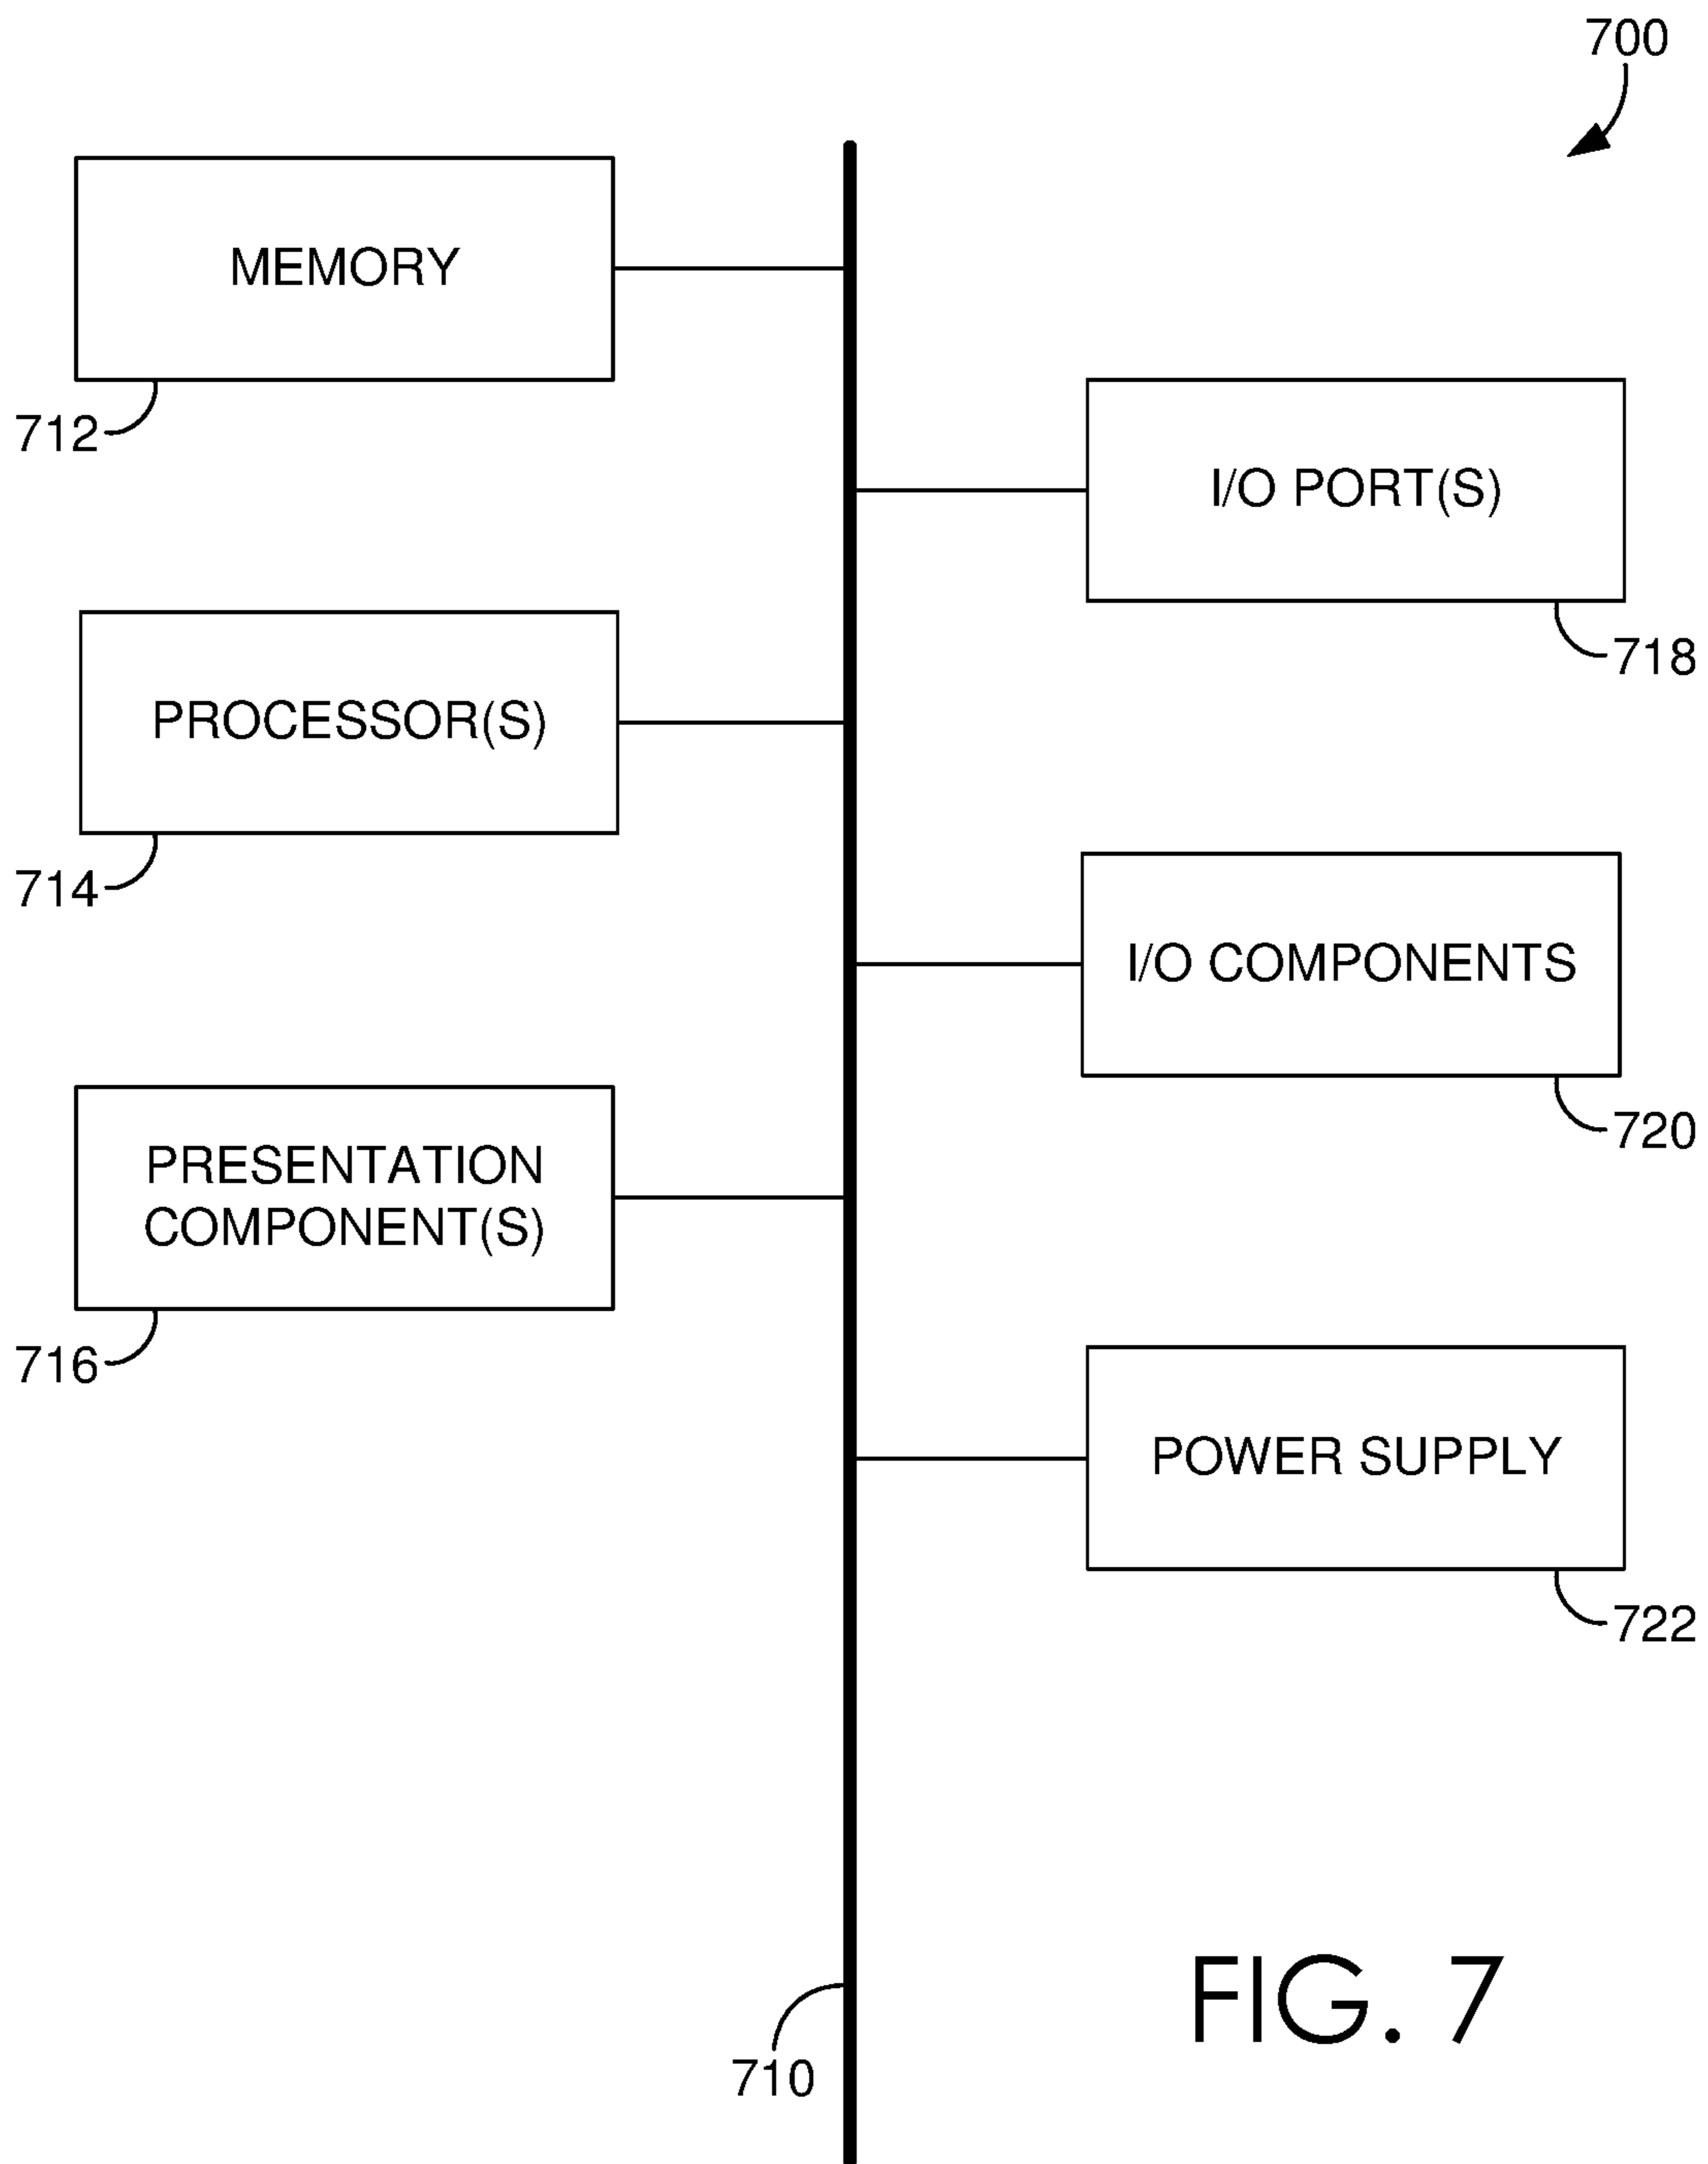 700
MEMORY
712
I/O PORT(S)
718
PROCESSOR(S)
714
I/O COMPONENTS
720
PRESENTATION
COMPONENT(S)
716
POWER SUPPLY
722
710
FIG. 7